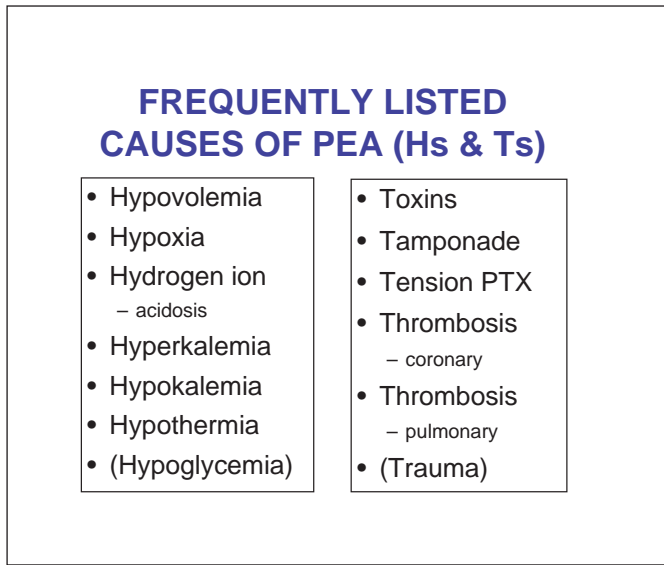 FREQUENTLY LISTED
CAUSES OF PEA (Hs & Ts)
• Hypovolemia
• Hypoxia
• Hydrogen ion
– acidosis
• Hyperkalemia
• Hypokalemia
• Hypothermia
• (Hypoglycemia)
• Toxins
• Tamponade
• Tension PTX
• Thrombosis
– coronary
• Thrombosis
– pulmonary
• (Trauma)